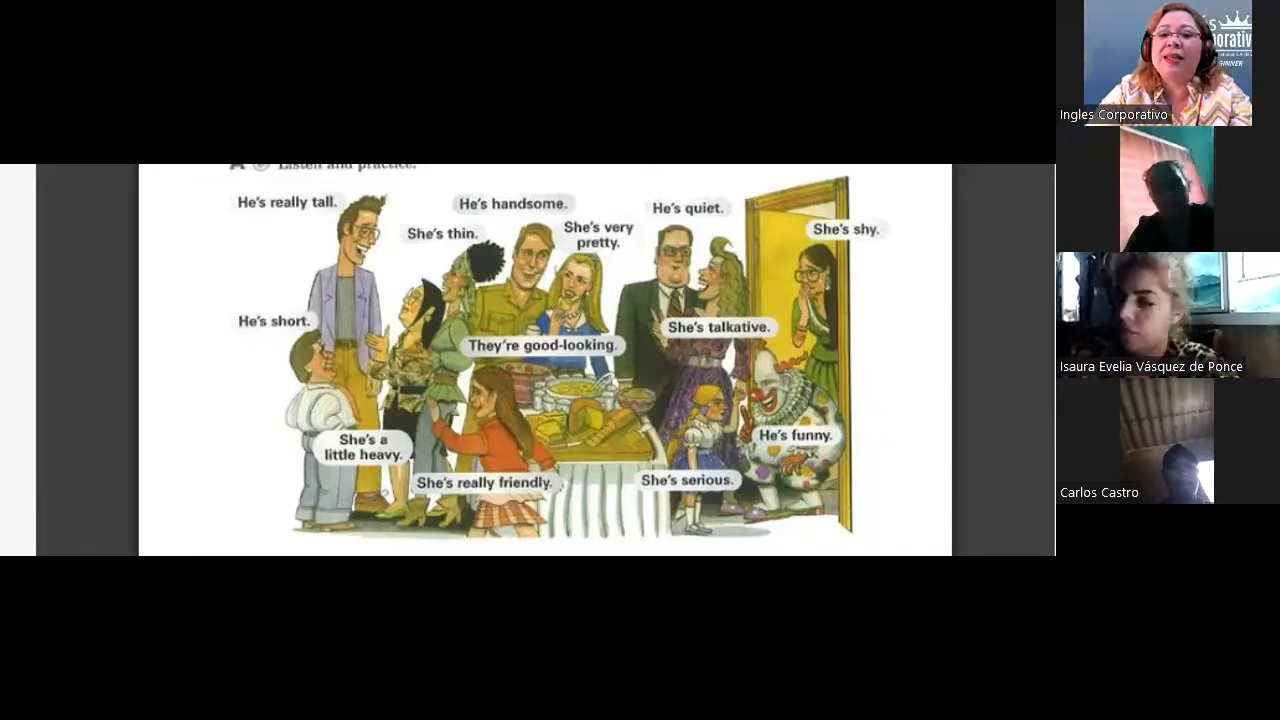 Listen and practice.
He's really tall.
He's handsome.
He's quiet.
She's thin.
She's very
pretty.
She's shy.
He's short.
She's talkative.
They're good-looking.
She's a
little heavy.
He's funny.
She's really friendly.
She's serious.
Ingles Corporativo
Isaura Evelia Vásquez de Ponce
Carlos Castro